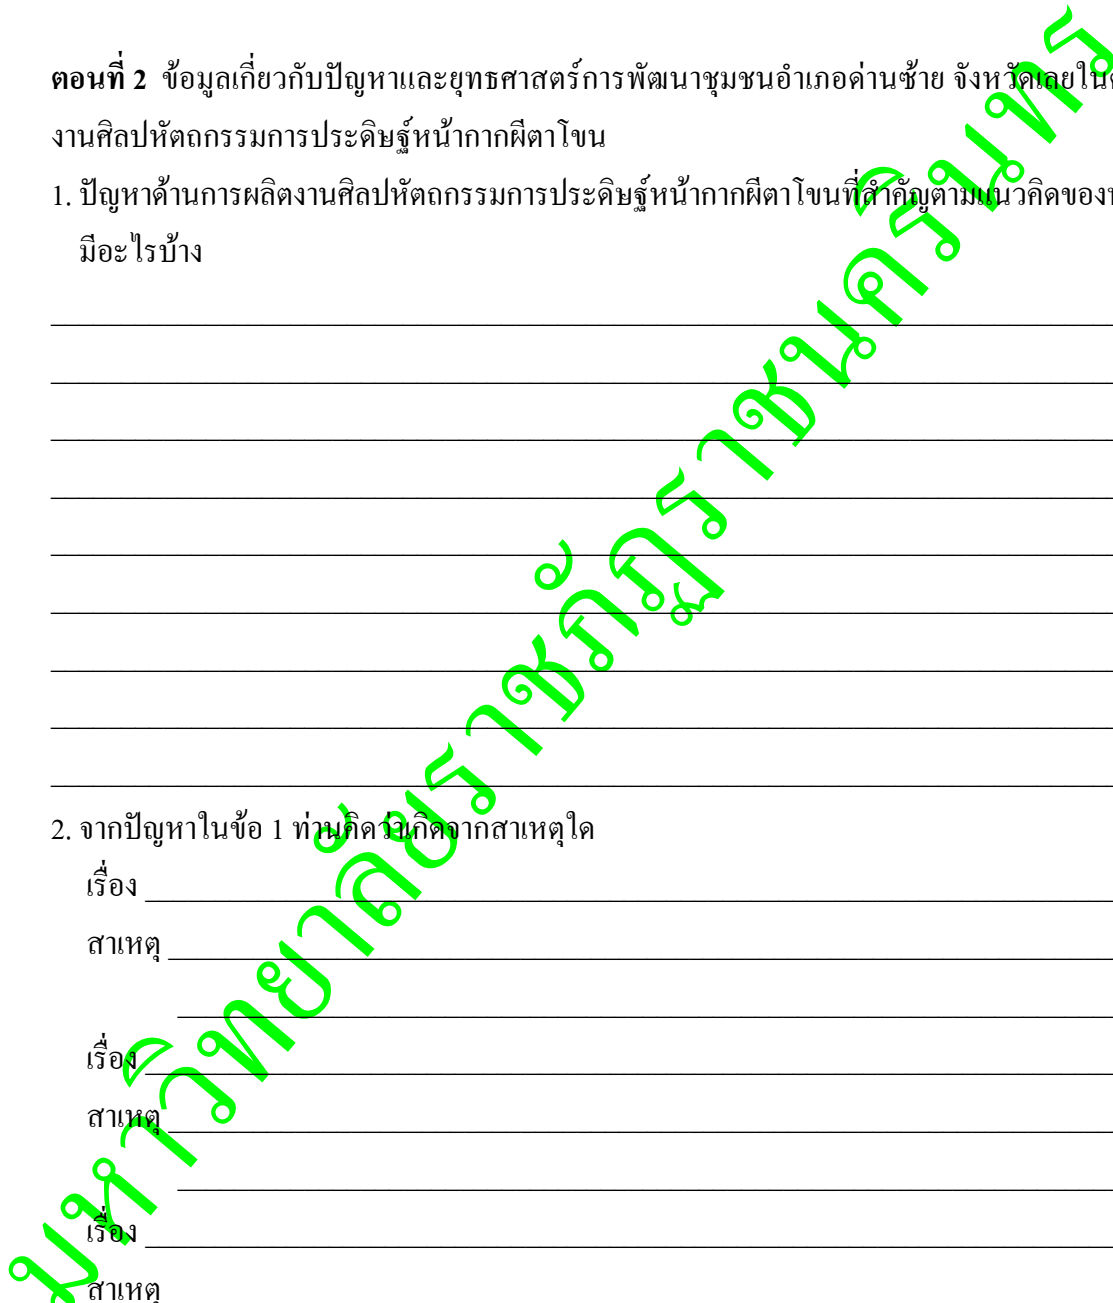 ตอนที่ 2 ข้อมูลเกี่ยวกับปัญหาและยุทธศาสตร์การพัฒนาชุมชนอำเภอด่านซ้าย จังหวัดเลยใน
งานศิลปหัตถกรรมการประดิษฐ์หน้ากากผีตาโขน
1. ปัญหาด้านการผลิตงานศิลปหัตถกรรมการประดิษฐ์หน้ากากผีตาโขนที่สำคัญตามแนวคิดของ
มีอะไรบ้าง
2. จากปัญหาในข้อ 1 ท่านคิดว่าเกิดจากสาเหตุใด
เรื่อง
สาเหตุ
เรื่อง
สาเหตุ
เรื่อง
สาเหตุ
มหาวิทยาลัยราชภัฏราชนครินทร